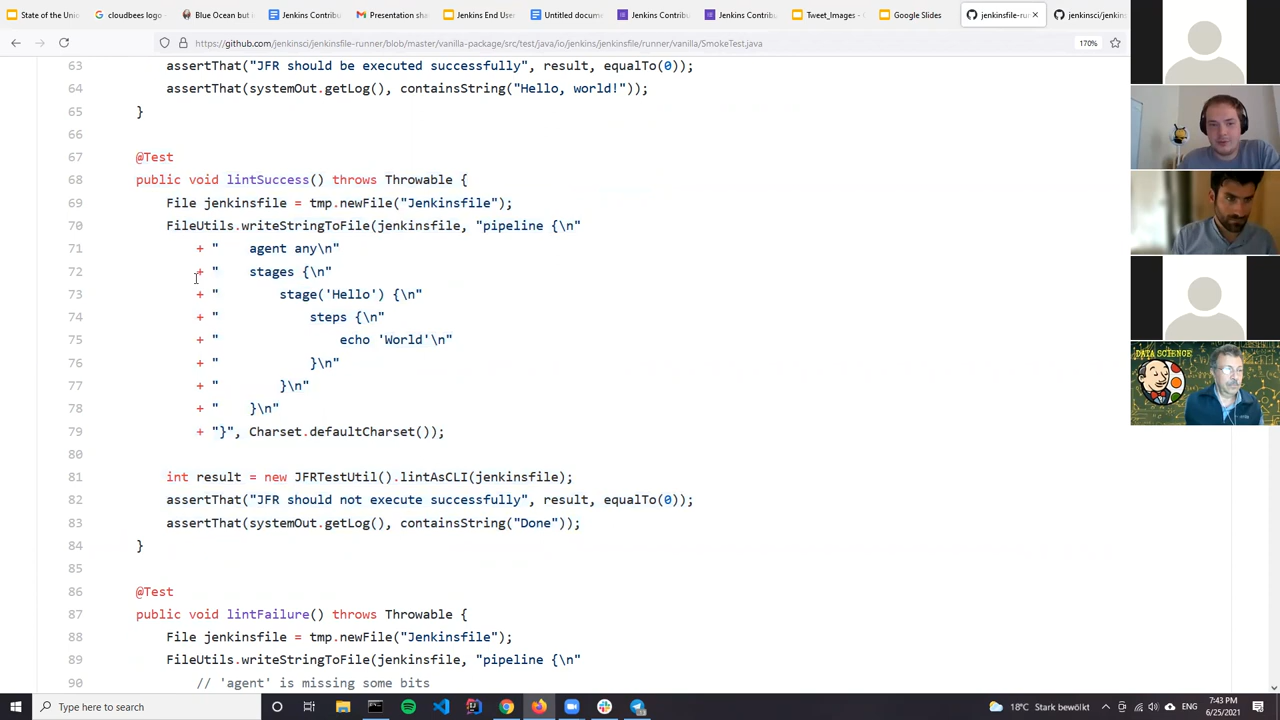 State of the Unio
cloudbees logo -
Blue Ocean but w
Jenkins Contribu
Presentation sha
Jenkins End User
Untitled docume
Jenkins Contribu
Jenkins Contribu
Tweet_Images - G
Google Slides
jenkinsfile-run
jenkinsci/jenkins
https://github.com/jenkinsci/jenkinsfile-runner/blob/master/vanilla-package/src/test/java/io/jenkins/jenkinsfile/runner/vanilla/SmokeTest.java
170%
63 assertThat("JFR should be executed successfully", result, equalTo(0));
64 assertThat(systemOut.getLog(), containsString("Hello, world!"));
65 }
66
67 @Test
68 public void lintSuccess() throws Throwable {
69 File jenkinsfile = tmp.newFile("Jenkinsfile");
70 FileUtils.writeStringToFile(jenkinsfile, "pipeline {\n"
71 + "    agent any\n"
72 + "    stages {\n"
73 + "        stage('Hello') {\n"
74 + "            steps {\n"
75 + "                echo 'World'\n"
76 + "            }\n"
77 + "        }\n"
78 + "    }\n"
79 + "}", Charset.defaultCharset());
80
81 int result = new JFRTestUtil().lintAsCLI(jenkinsfile);
82 assertThat("JFR should not execute successfully", result, equalTo(0));
83 assertThat(systemOut.getLog(), containsString("Done"));
84 }
85
86 @Test
87 public void lintFailure() throws Throwable {
88 File jenkinsfile = tmp.newFile("Jenkinsfile");
89 FileUtils.writeStringToFile(jenkinsfile, "pipeline {\n"
90 // 'agent' is missing some bits
DATA SCIENCE
Type here to search
18°C Stark bewölkt
ENG
7:43 PM
6/25/2021